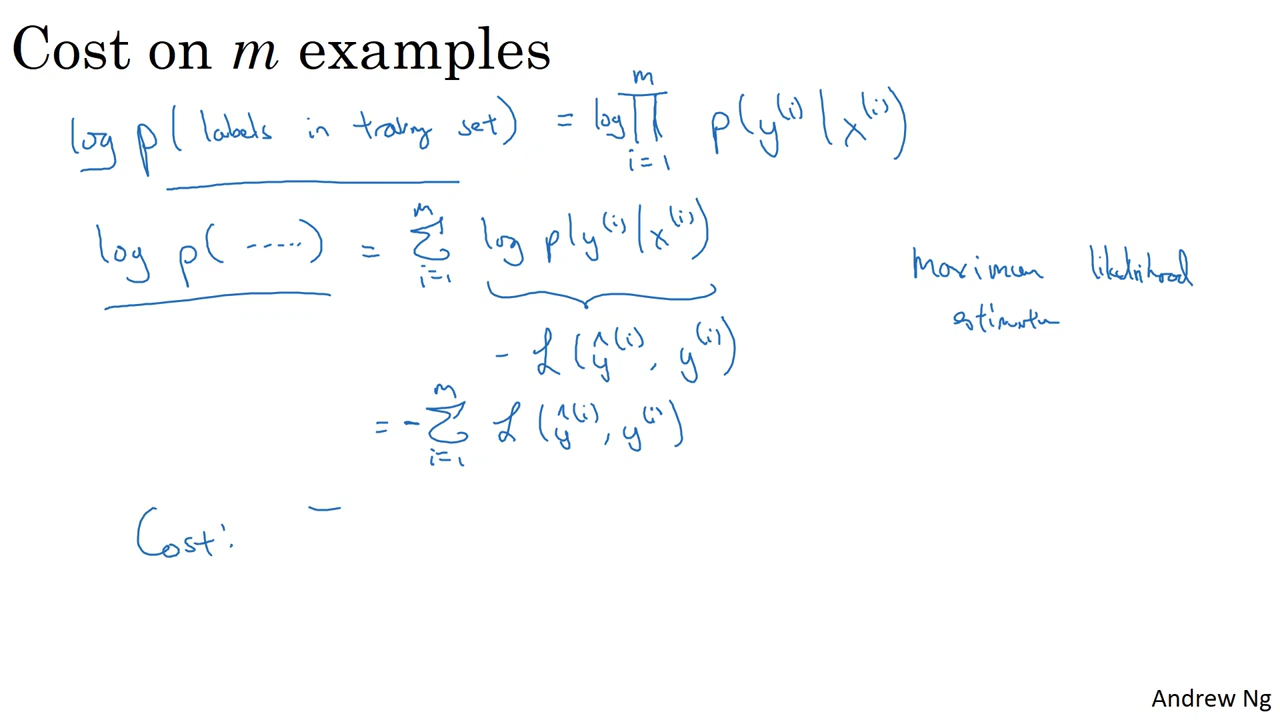 Cost on m examples
log p( labels in training set ) = log ∏_{i=1}^{m} p(y^{(i)} | x^{(i)})
log p( ..... ) = ∑_{i=1}^{m} log p(y^{(i)} | x^{(i)})
Maximum likelihood
estimation
- ℒ(ŷ^{(i)}, y^{(i)})
= -∑_{i=1}^{m} ℒ(ŷ^{(i)}, y^{(i)})
Cost:
Andrew Ng